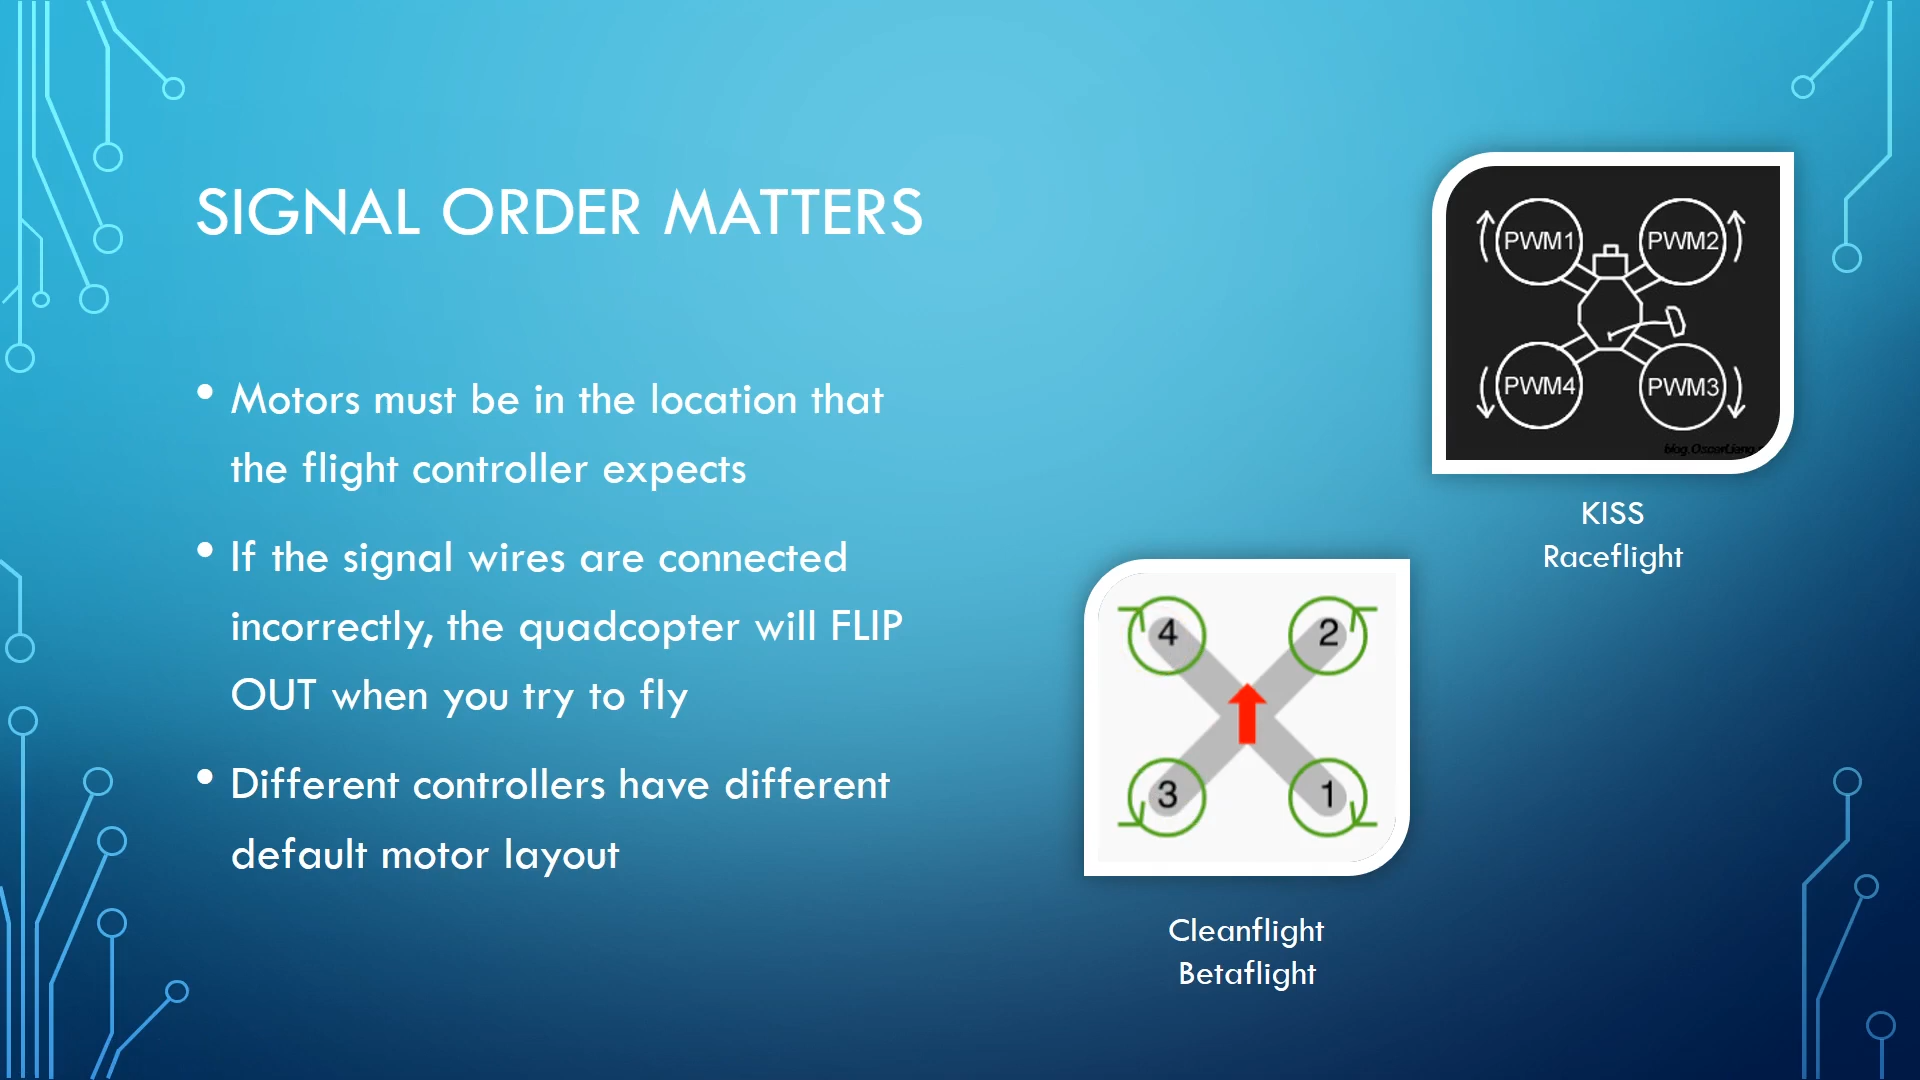 SIGNAL ORDER MATTERS
• Motors must be in the location that
the flight controller expects
• If the signal wires are connected
incorrectly, the quadcopter will FLIP
OUT when you try to fly
• Different controllers have different
default motor layout
PWM1 PWM2
PWM4 PWM3
KISS
Raceflight
4 2
3 1
Cleanflight
Betaflight